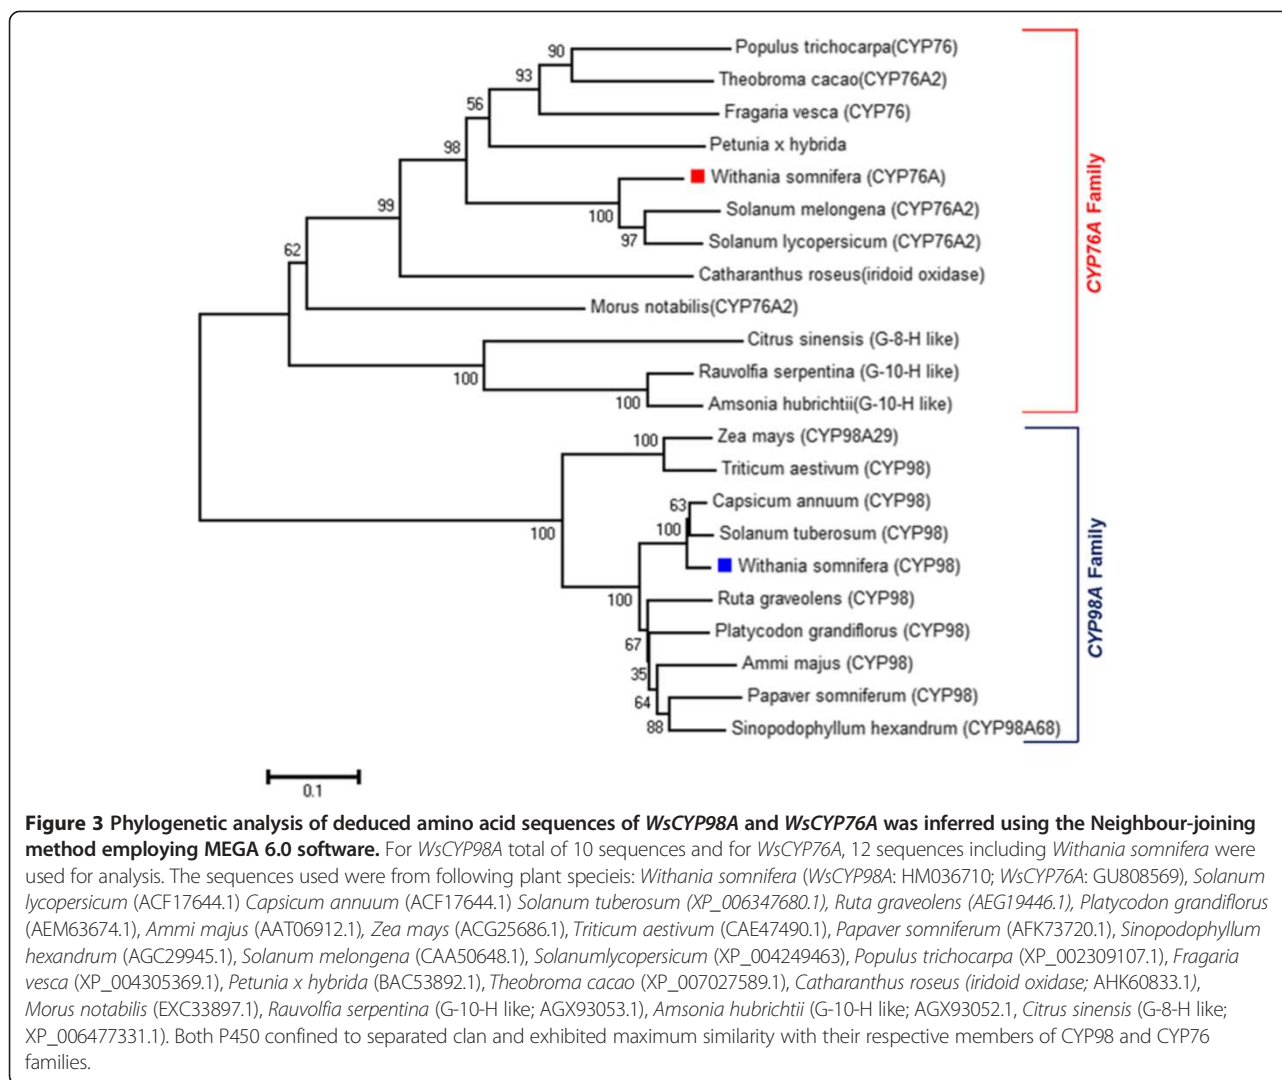 90
Populus trichocarpa(CYP76)
93
Theobroma cacao(CYP76A2)
56
Fragaria vesca (CYP76)
98
Petunia x hybrida
Withania somnifera (CYP76A)
99
100
Solanum melongena (CYP76A2)
97
Solanum lycopersicum (CYP76A2)
62
Catharanthus roseus(iridoid oxidase)
Morus notabilis(CYP76A2)
Citrus sinensis (G-8-H like)
100
Rauvolfia serpentina (G-10-H like)
100
Amsonia hubrichtii(G-10-H like)
CYP76A Family
100
Zea mays (CYP98A29)
Triticum aestivum (CYP98)
63
Capsicum annuum (CYP98)
100
100
Solanum tuberosum (CYP98)
Withania somnifera (CYP98)
100
Ruta graveolens (CYP98)
67
Platycodon grandiflorus (CYP98)
35
Ammi majus (CYP98)
64
Papaver somniferum (CYP98)
88
Sinopodophyllum hexandrum (CYP98A68)
CYP98A Family
0.1
Figure 3 Phylogenetic analysis of deduced amino acid sequences of WsCYP98A and WsCYP76A was inferred using the Neighbour-joining
method employing MEGA 6.0 software. For WsCYP98A total of 10 sequences and for WsCYP76A, 12 sequences including Withania somnifera were
used for analysis. The sequences used were from following plant specieis: Withania somnifera (WsCYP98A: HM036710; WsCYP76A: GU808569), Solanum
lycopersicum (ACF17644.1) Capsicum annuum (ACF17644.1) Solanum tuberosum (XP_006347680.1), Ruta graveolens (AEG19446.1), Platycodon grandiflorus
(AEM63674.1), Ammi majus (AAT06912.1), Zea mays (ACG25686.1), Triticum aestivum (CAE47490.1), Papaver somniferum (AFK73720.1), Sinopodophyllum
hexandrum (AGC29945.1), Solanum melongena (CAA50648.1), Solanumlycopersicum (XP_004249463), Populus trichocarpa (XP_002309107.1), Fragaria
vesca (XP_004305369.1), Petunia x hybrida (BAC53892.1), Theobroma cacao (XP_007027589.1), Catharanthus roseus (iridoid oxidase; AHK60833.1),
Morus notabilis (EXC33897.1), Rauvolfia serpentina (G-10-H like; AGX93053.1), Amsonia hubrichtii (G-10-H like; AGX93052.1, Citrus sinensis (G-8-H like;
XP_006477331.1). Both P450 confined to separated clan and exhibited maximum similarity with their respective members of CYP98 and CYP76
families.